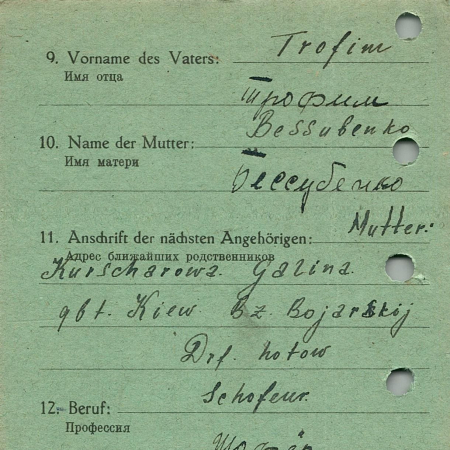 Trofim
9. Vorname des Vaters:
Имя отца
Трофим
Bessubenko
10. Name der Mutter:
Имя матери
Бессубенко
Mutter:
11. Anschrift der nächsten Angehörigen:
Адрес ближайших родственников
Kurscharowa Galina.
gbt. Kiew Bz. Bojarskij
Drf. hotow
Schofeur.
12. Beruf:
Профессия
Шофёр